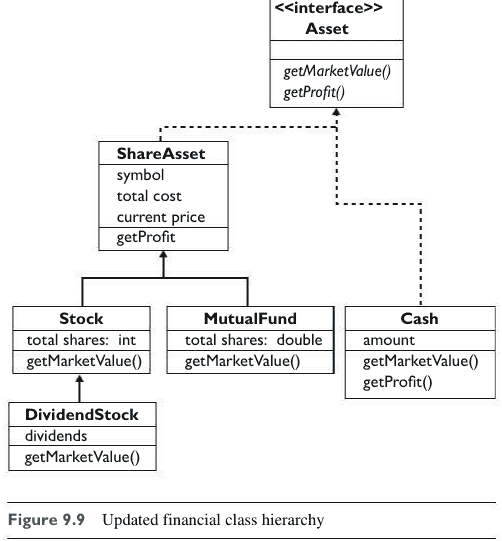 <<interface>>
Asset
getMarketValue()
getProfit()
ShareAsset
symbol
total cost
current price
getProfit
Stock
total shares: int
getMarketValue()
MutualFund
total shares: double
getMarketValue()
Cash
amount
getMarketValue()
getProfit()
DividendStock
dividends
getMarketValue()
Figure 9.9 Updated financial class hierarchy